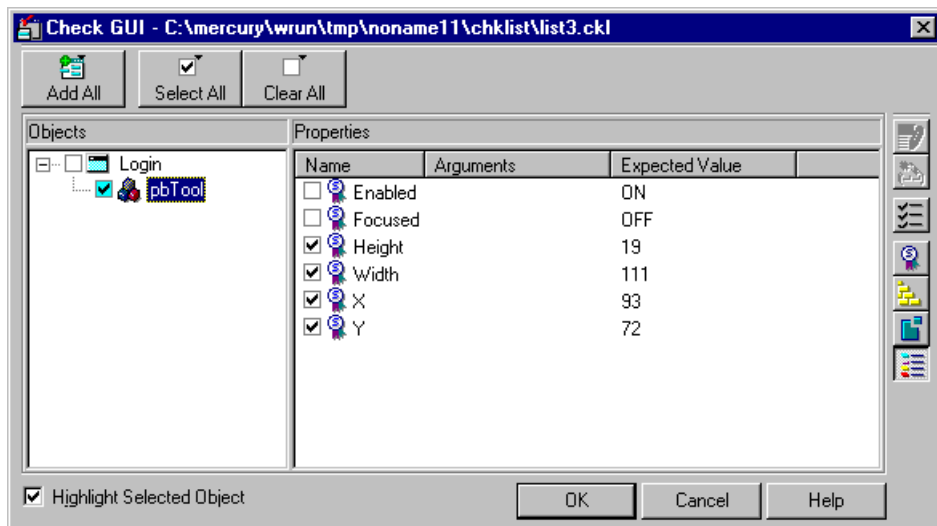 Check GUI - C:\mercury\wrun\tmp\noname11\chklist\list3.ckl
Add All Select All Clear All
Objects Properties
Login
pbTool
Name Arguments Expected Value
Enabled ON
Focused OFF
Height 19
Width 111
X 93
Y 72
Highlight Selected Object OK Cancel Help